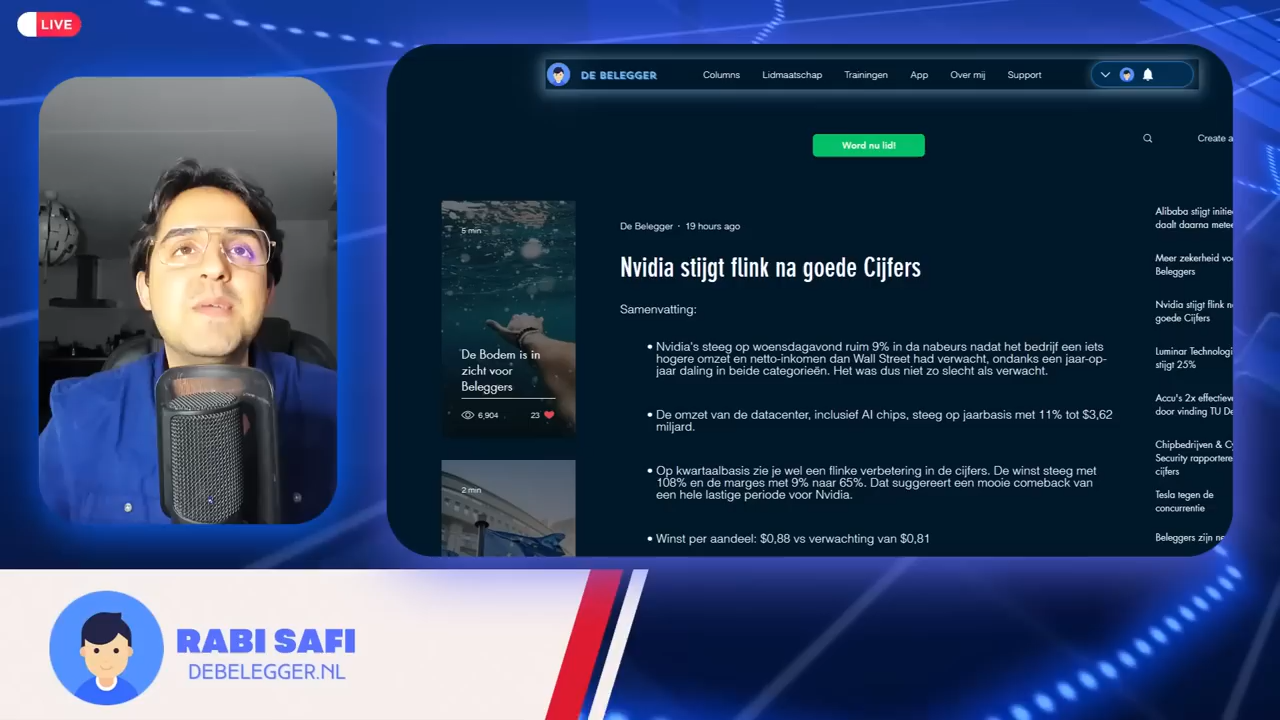 LIVE
DE BELEGGER
Columns
Lidmaatschap
Trainingen
App
Over mij
Support
Word nu lid!
Create a
5 min
De Bodem is in
zicht voor
Beleggers
6,904
23
2 min
De Belegger · 19 hours ago
Nvidia stijgt flink na goede Cijfers
Samenvatting:
• Nvidia's steeg op woensdagavond ruim 9% in da nabeurs nadat het bedrijf een iets
hogere omzet en netto-inkomen dan Wall Street had verwacht, ondanks een jaar-op-
jaar daling in beide categorieën. Het was dus niet zo slecht als verwacht.
• De omzet van de datacenter, inclusief AI chips, steeg op jaarbasis met 11% tot $3,62
miljard.
• Op kwartaalbasis zie je wel een flinke verbetering in de cijfers. De winst steeg met
108% en de marges met 9% naar 65%. Dat suggereert een mooie comeback van
een hele lastige periode voor Nvidia.
• Winst per aandeel: $0,88 vs verwachting van $0,81
Alibaba stijgt initie
daalt daarna metee
Meer zekerheid vo
Beleggers
Nvidia stijgt flink n
goede Cijfers
Luminar Technologi
stijgt 25%
Accu's 2x effectieve
door vinding TU De
Chipbedrijven & Cy
Security rapportere
cijfers
Tesla tegen de
concurrentie
Beleggers zijn ne
RABI SAFI
DEBELEGGER.NL